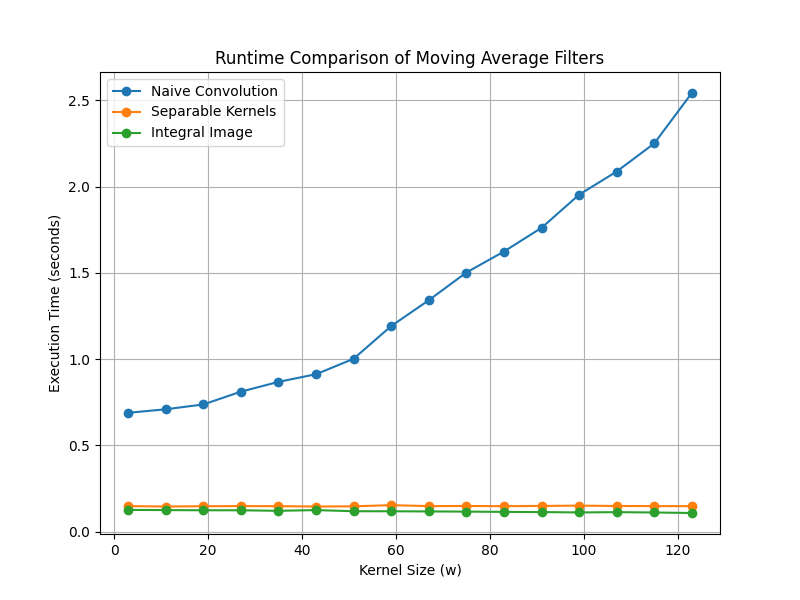 Runtime Comparison of Moving Average Filters
Naive Convolution
Separable Kernels
Integral Image
Execution Time (seconds)
2.5
2.0
1.5
1.0
0.5
0.0
0 20 40 60 80 100 120
Kernel Size (w)